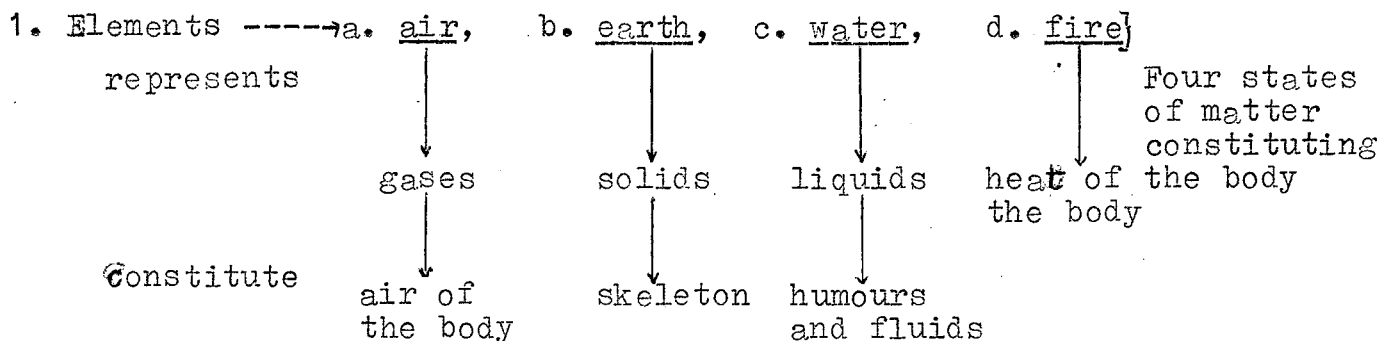 1. Elements ----→a. air, b. earth, c. water, d. fire}
represents
Four states
of matter
constituting
the body
gases solids liquids heat of
the body
constitute
air of
the body
skeleton humours
and fluids